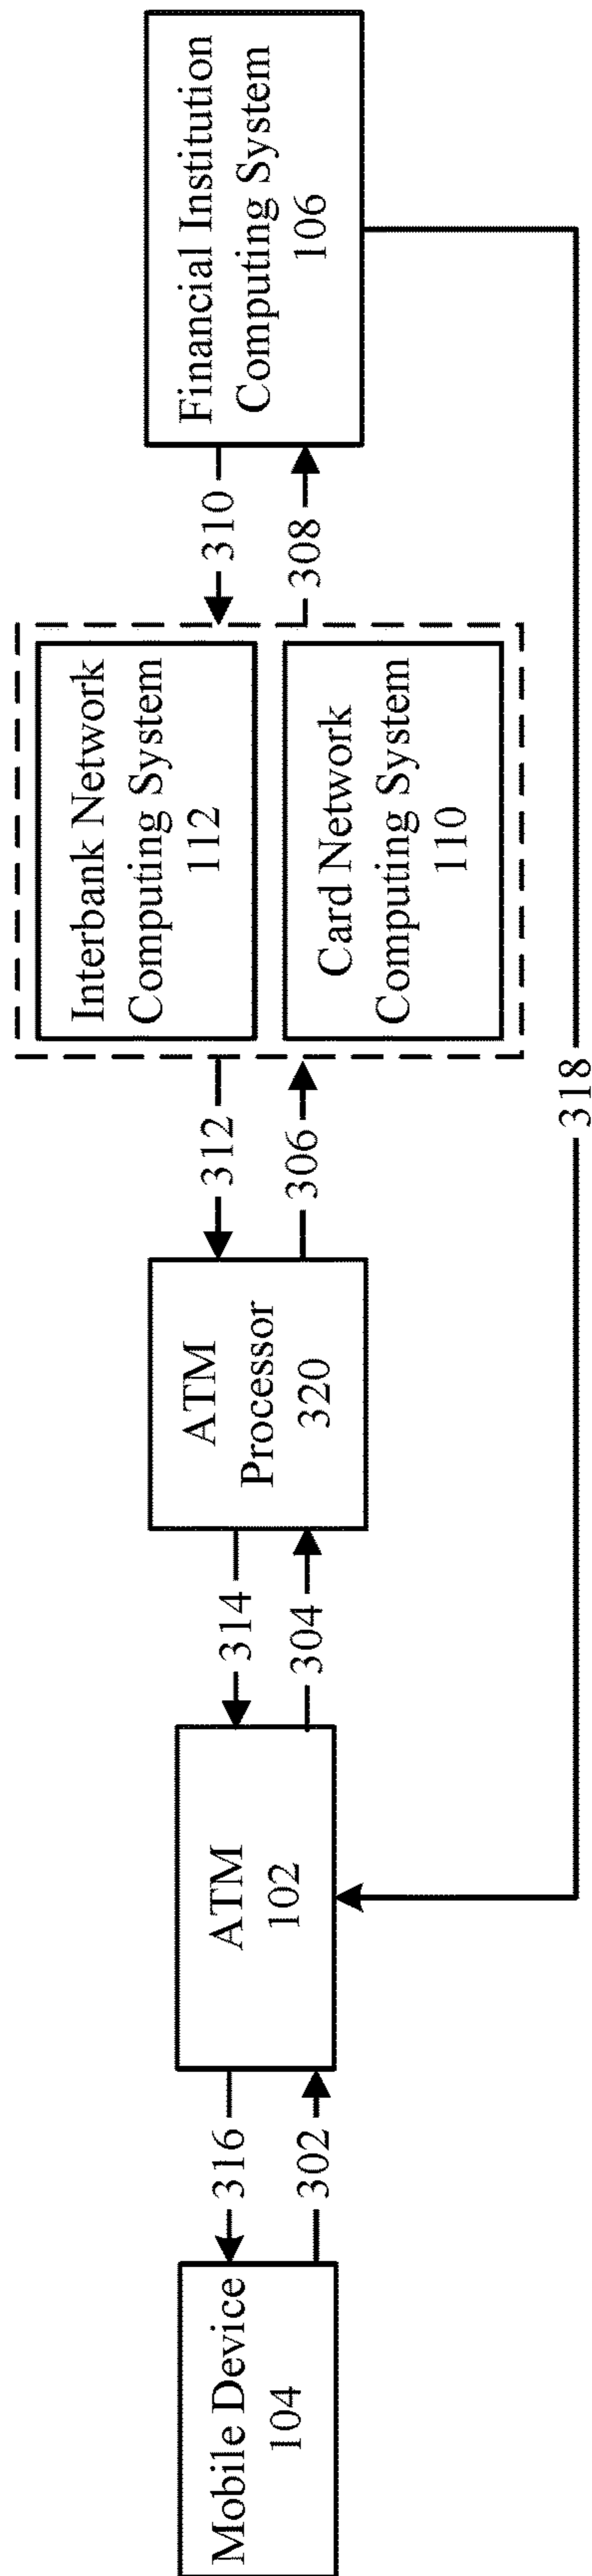 Mobile Device
104
316
302
ATM
102
314
304
ATM
Processor
320
312
306
Interbank Network
Computing System
112
Card Network
Computing System
110
310
308
Financial Institution
Computing System
106
318